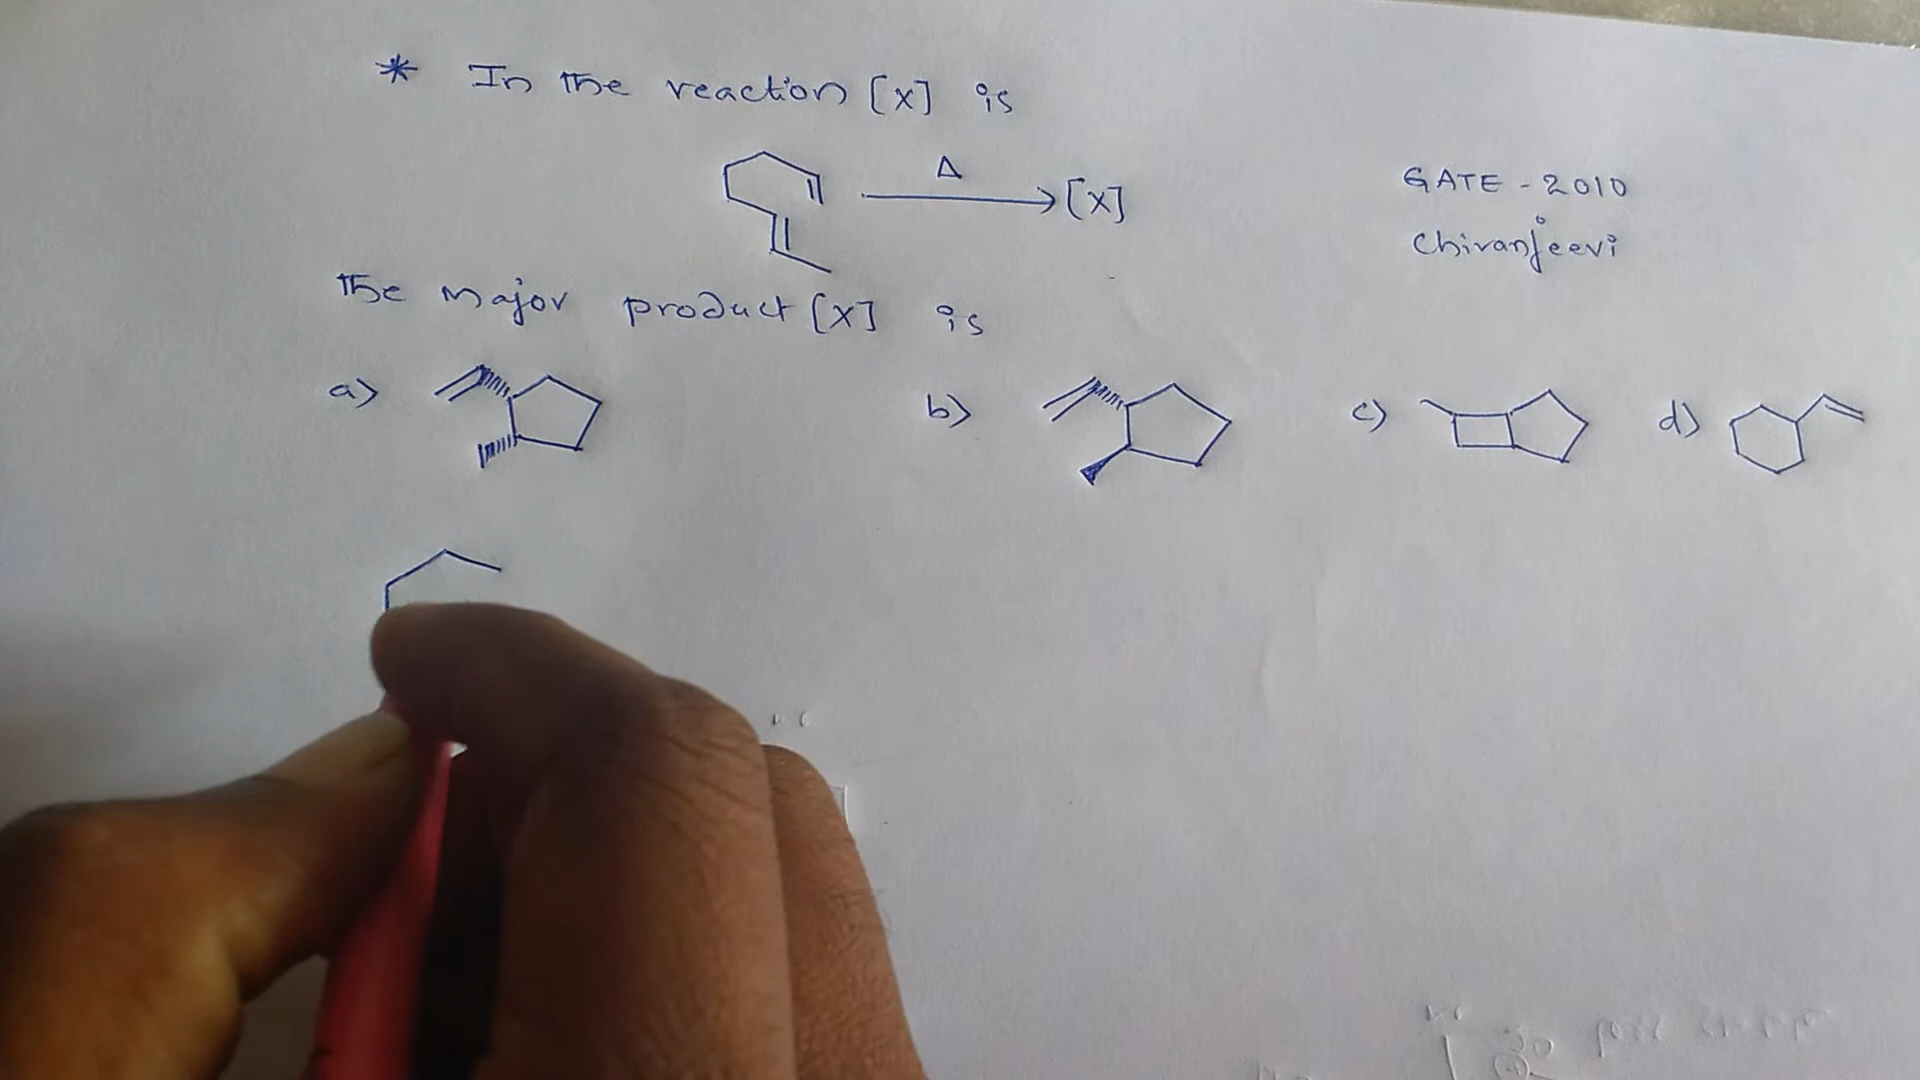 * In the reaction [x] is
Δ
[x]
GATE - 2010
Chiranjeevi
The major product [x] is
a)
b)
c)
d)